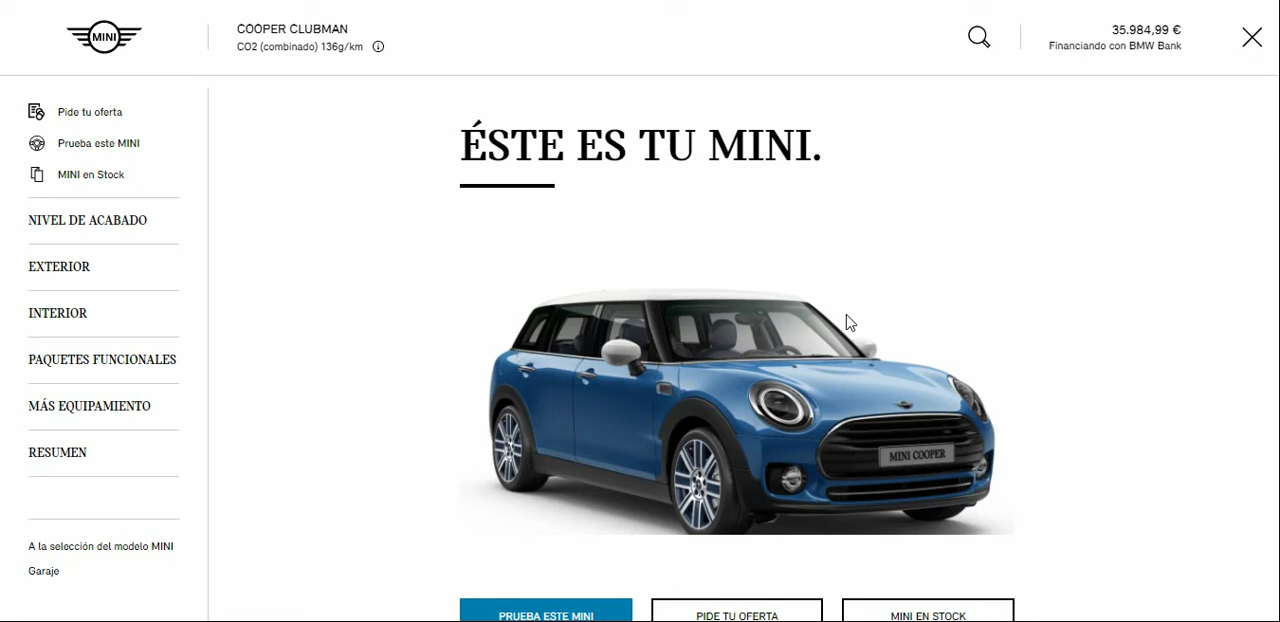 MINI
COOPER CLUBMAN
CO2 (combinado) 136g/km
35.984,99 €
Financiando con BMW Bank
Pide tu oferta
Prueba este MINI
MINI en Stock
NIVEL DE ACABADO
EXTERIOR
INTERIOR
PAQUETES FUNCIONALES
MÁS EQUIPAMIENTO
RESUMEN
A la selección del modelo MINI
Garaje
ÉSTE ES TU MINI.
MINI COOPER
PRUEBA ESTE MINI
PIDE TU OFERTA
MINI EN STOCK